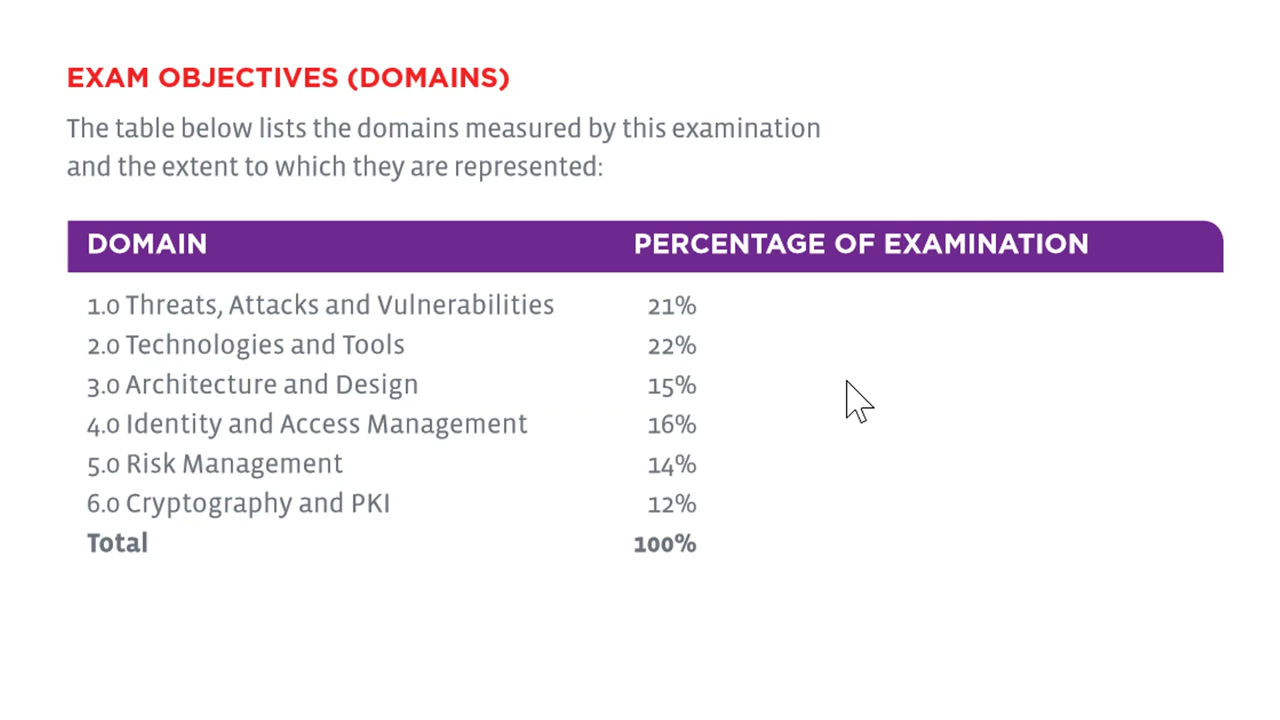 EXAM OBJECTIVES (DOMAINS)
The table below lists the domains measured by this examination
and the extent to which they are represented:
DOMAIN PERCENTAGE OF EXAMINATION
1.0 Threats, Attacks and Vulnerabilities 21%
2.0 Technologies and Tools 22%
3.0 Architecture and Design 15%
4.0 Identity and Access Management 16%
5.0 Risk Management 14%
6.0 Cryptography and PKI 12%
Total 100%